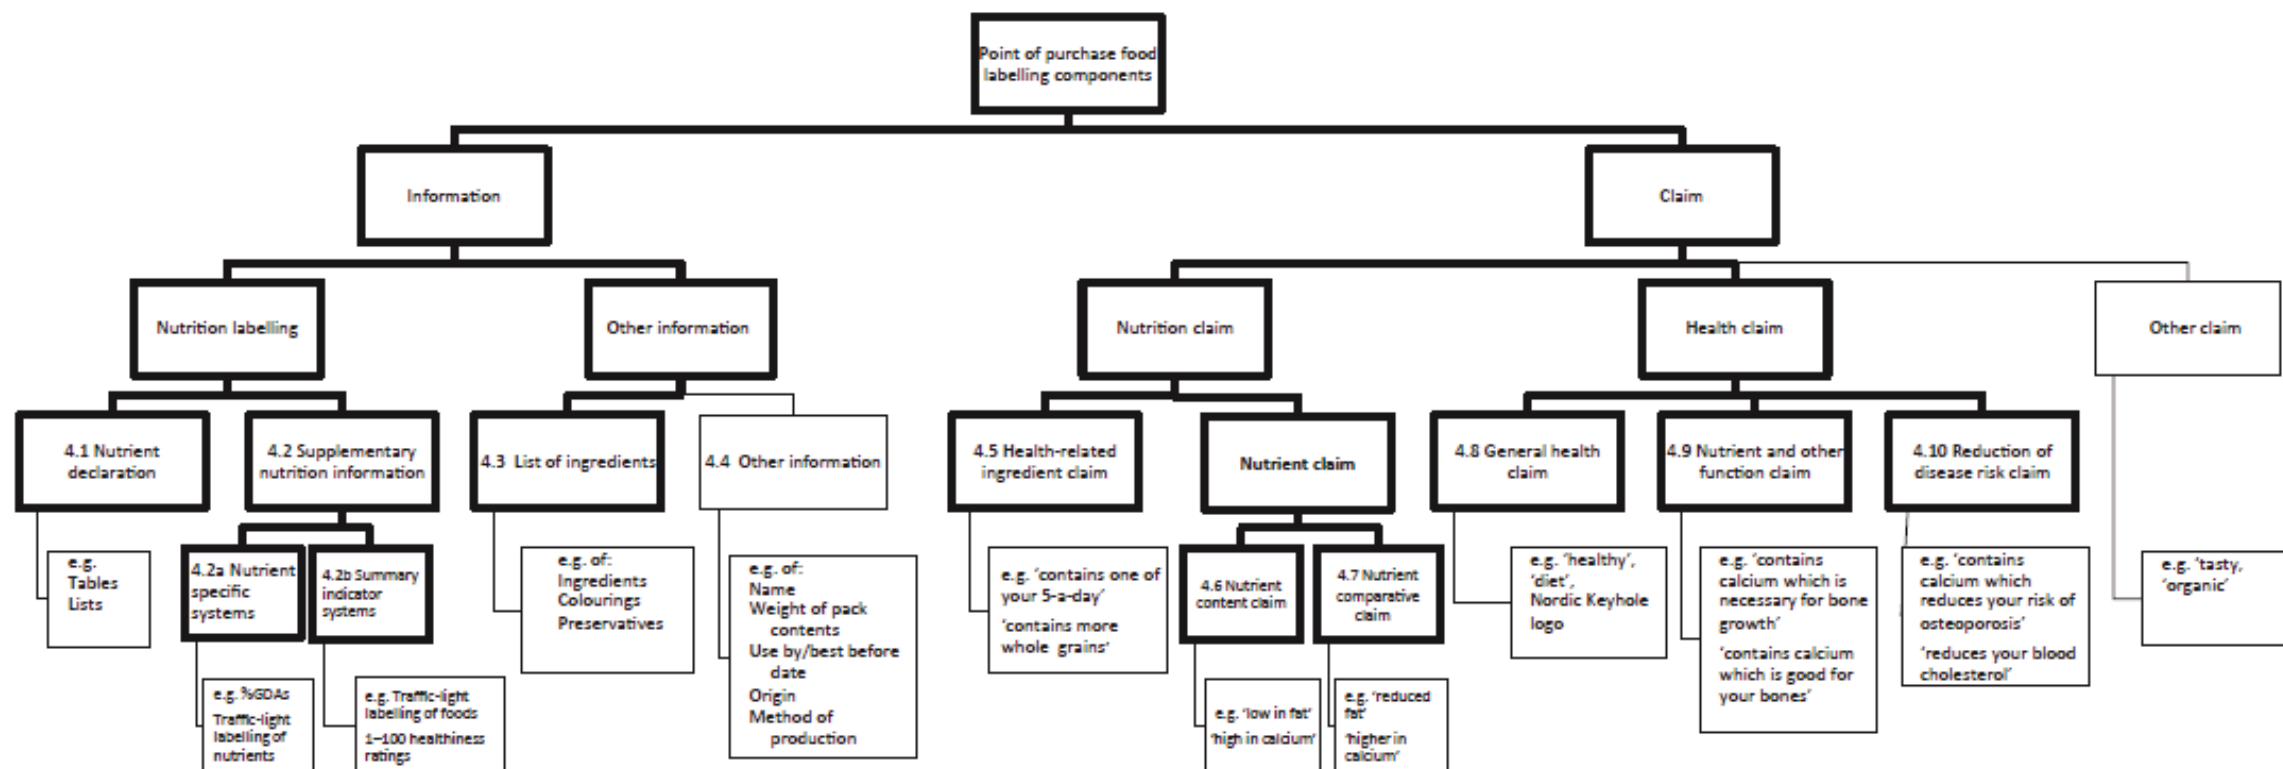 Point of purchase food
labelling components
Information
Claim
Nutrition labelling
Other information
Nutrition claim
Health claim
Other claim
4.1 Nutrient
declaration
4.2 Supplementary
nutrition information
4.3 List of ingredients
4.4 Other information
4.5 Health-related
ingredient claim
Nutrient claim
4.8 General health
claim
4.9 Nutrient and other
function claim
4.10 Reduction of
disease risk claim
e.g.
Tables
Lists
4.2a Nutrient
specific
systems
4.2b Summary
indicator
systems
e.g. of:
Ingredients
Colourings
Preservatives
e.g. of:
Name
Weight of pack
contents
Use by/best before
date
Origin
Method of
production
e.g. 'contains one of
your 5-a-day'
'contains more
whole grains'
4.6 Nutrient
content claim
4.7 Nutrient
comparative
claim
e.g. 'healthy',
'diet',
Nordic Keyhole
logo
e.g. 'contains
calcium which is
necessary for bone
growth'
'contains calcium
which is good for
your bones'
e.g. 'contains
calcium which
reduces your risk of
osteoporosis'
'reduces your blood
cholesterol'
e.g. 'tasty,
'organic'
e.g. %GDAs
Traffic-light
labelling of
nutrients
e.g. Traffic-light
labelling of foods
1–100 healthiness
ratings
e.g. 'low in fat'
'high in calcium'
e.g. 'reduced
fat'
'higher in
calcium'